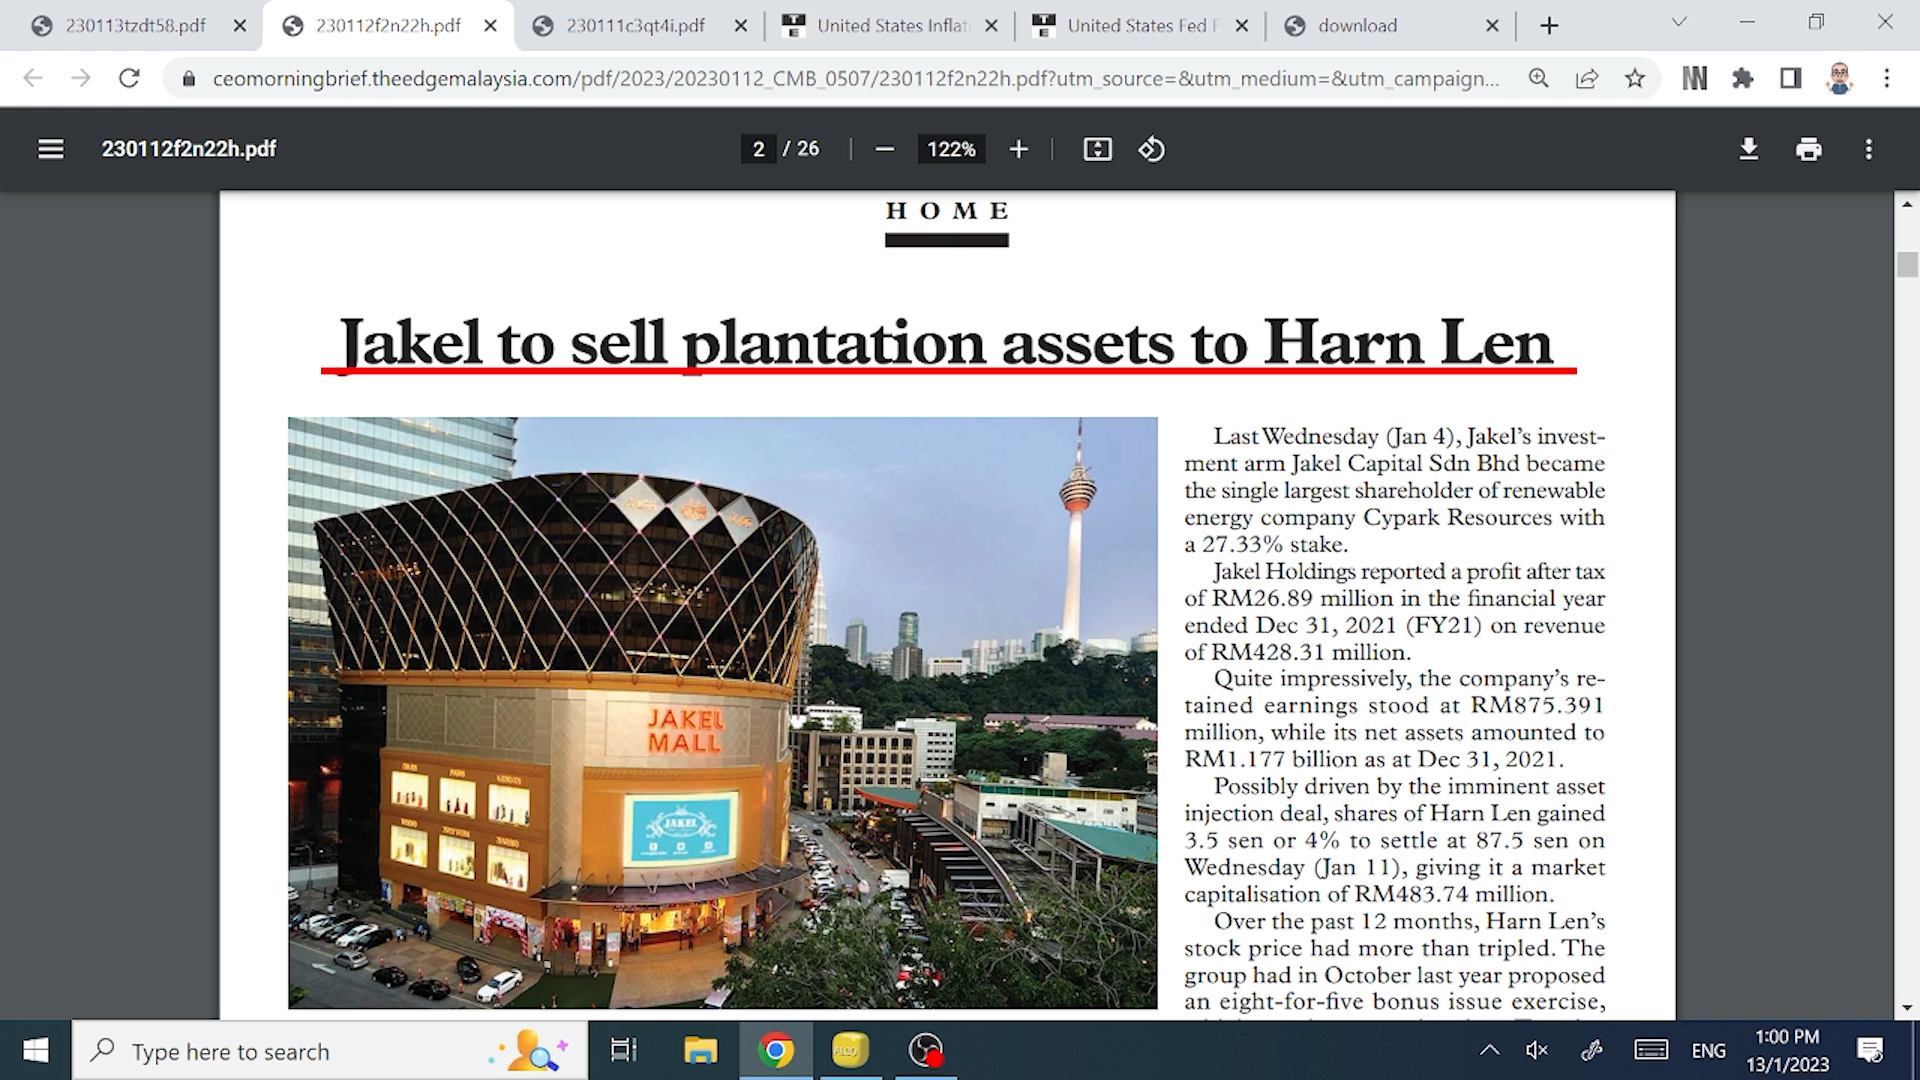 230113tzdt58.pdf
230112f2n22h.pdf
230111c3qt4i.pdf
United States Inflati
United States Fed F
download
ceomorningbrief.theedgemalaysia.com/pdf/2023/20230112_CMB_0507/230112f2n22h.pdf?utm_source=&utm_medium=&utm_campaign...
230112f2n22h.pdf
2 / 26
122%
HOME
Jakel to sell plantation assets to Harn Len
JAKEL
MALL
JAKEL
Last Wednesday (Jan 4), Jakel's invest-
ment arm Jakel Capital Sdn Bhd became
the single largest shareholder of renewable
energy company Cypark Resources with
a 27.33% stake.
Jakel Holdings reported a profit after tax
of RM26.89 million in the financial year
ended Dec 31, 2021 (FY21) on revenue
of RM428.31 million.
Quite impressively, the company's re-
tained earnings stood at RM875.391
million, while its net assets amounted to
RM1.177 billion as at Dec 31, 2021.
Possibly driven by the imminent asset
injection deal, shares of Harn Len gained
3.5 sen or 4% to settle at 87.5 sen on
Wednesday (Jan 11), giving it a market
capitalisation of RM483.74 million.
Over the past 12 months, Harn Len's
stock price had more than tripled. The
group had in October last year proposed
an eight-for-five bonus issue exercise,
Type here to search
ENG
1:00 PM
13/1/2023